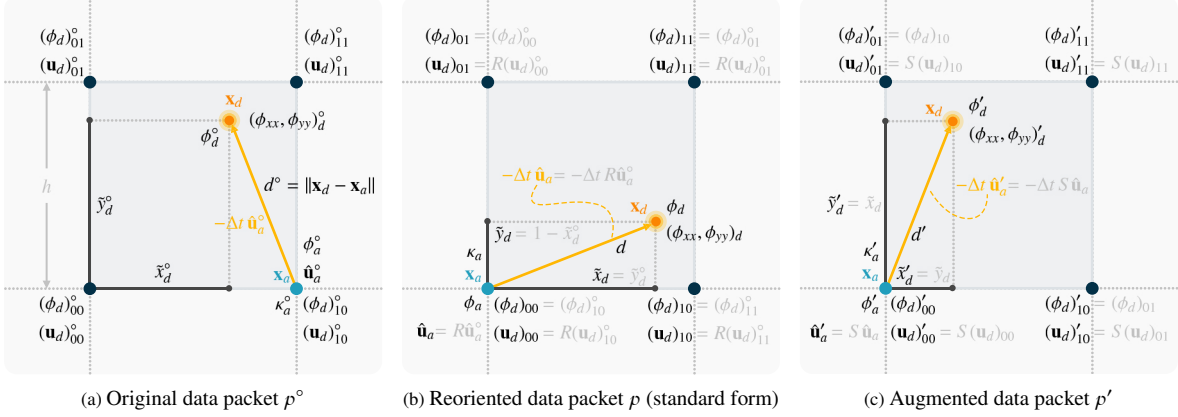 (ϕ_d)°_01
(𝐮_d)°_01
(ϕ_d)°_11
(𝐮_d)°_11
𝐱_d
(ϕ_xx, ϕ_yy)°_d
ϕ°_d
h
d° = ‖𝐱_d − 𝐱_a‖
ỹ°_d
−Δt 𝐮̂°_a
ϕ°_a
x̃°_d
𝐱_a 𝐮̂°_a
(ϕ_d)°_00
κ°_a (ϕ_d)°_10
(𝐮_d)°_00
(𝐮_d)°_10
(a) Original data packet p°
(ϕ_d)_01 = (ϕ_d)°_00
(𝐮_d)_01 = R(𝐮_d)°_00
(ϕ_d)_11 = (ϕ_d)°_01
(𝐮_d)_11 = R(𝐮_d)°_01
−Δt 𝐮̂_a = −Δt R𝐮̂°_a
𝐱_d ϕ_d
ỹ_d = 1 − x̃°_d
(ϕ_xx, ϕ_yy)_d
κ_a
d
𝐱_a
x̃_d = ỹ°_d
ϕ_a (ϕ_d)_00 = (ϕ_d)°_10
(ϕ_d)_10 = (ϕ_d)°_11
𝐮̂_a = R𝐮̂°_a (𝐮_d)_00 = R(𝐮_d)°_10
(𝐮_d)_10 = R(𝐮_d)°_11
(b) Reoriented data packet p (standard form)
(ϕ_d)′_01 = (ϕ_d)_10
(𝐮_d)′_01 = S(𝐮_d)_10
(ϕ_d)′_11
(𝐮_d)′_11 = S(𝐮_d)_11
𝐱_d ϕ′_d
(ϕ_xx, ϕ_yy)′_d
−Δt 𝐮̂′_a = −Δt S𝐮̂_a
ỹ′_d = x̃_d
d′
κ′_a
𝐱_a
x̃′_d = ỹ_d
ϕ′_a (ϕ_d)′_00
(ϕ_d)′_10 = (ϕ_d)_01
𝐮̂′_a = S𝐮̂_a (𝐮_d)′_00 = S(𝐮_d)_00
(𝐮_d)′_10 = S(𝐮_d)_01
(c) Augmented data packet p′